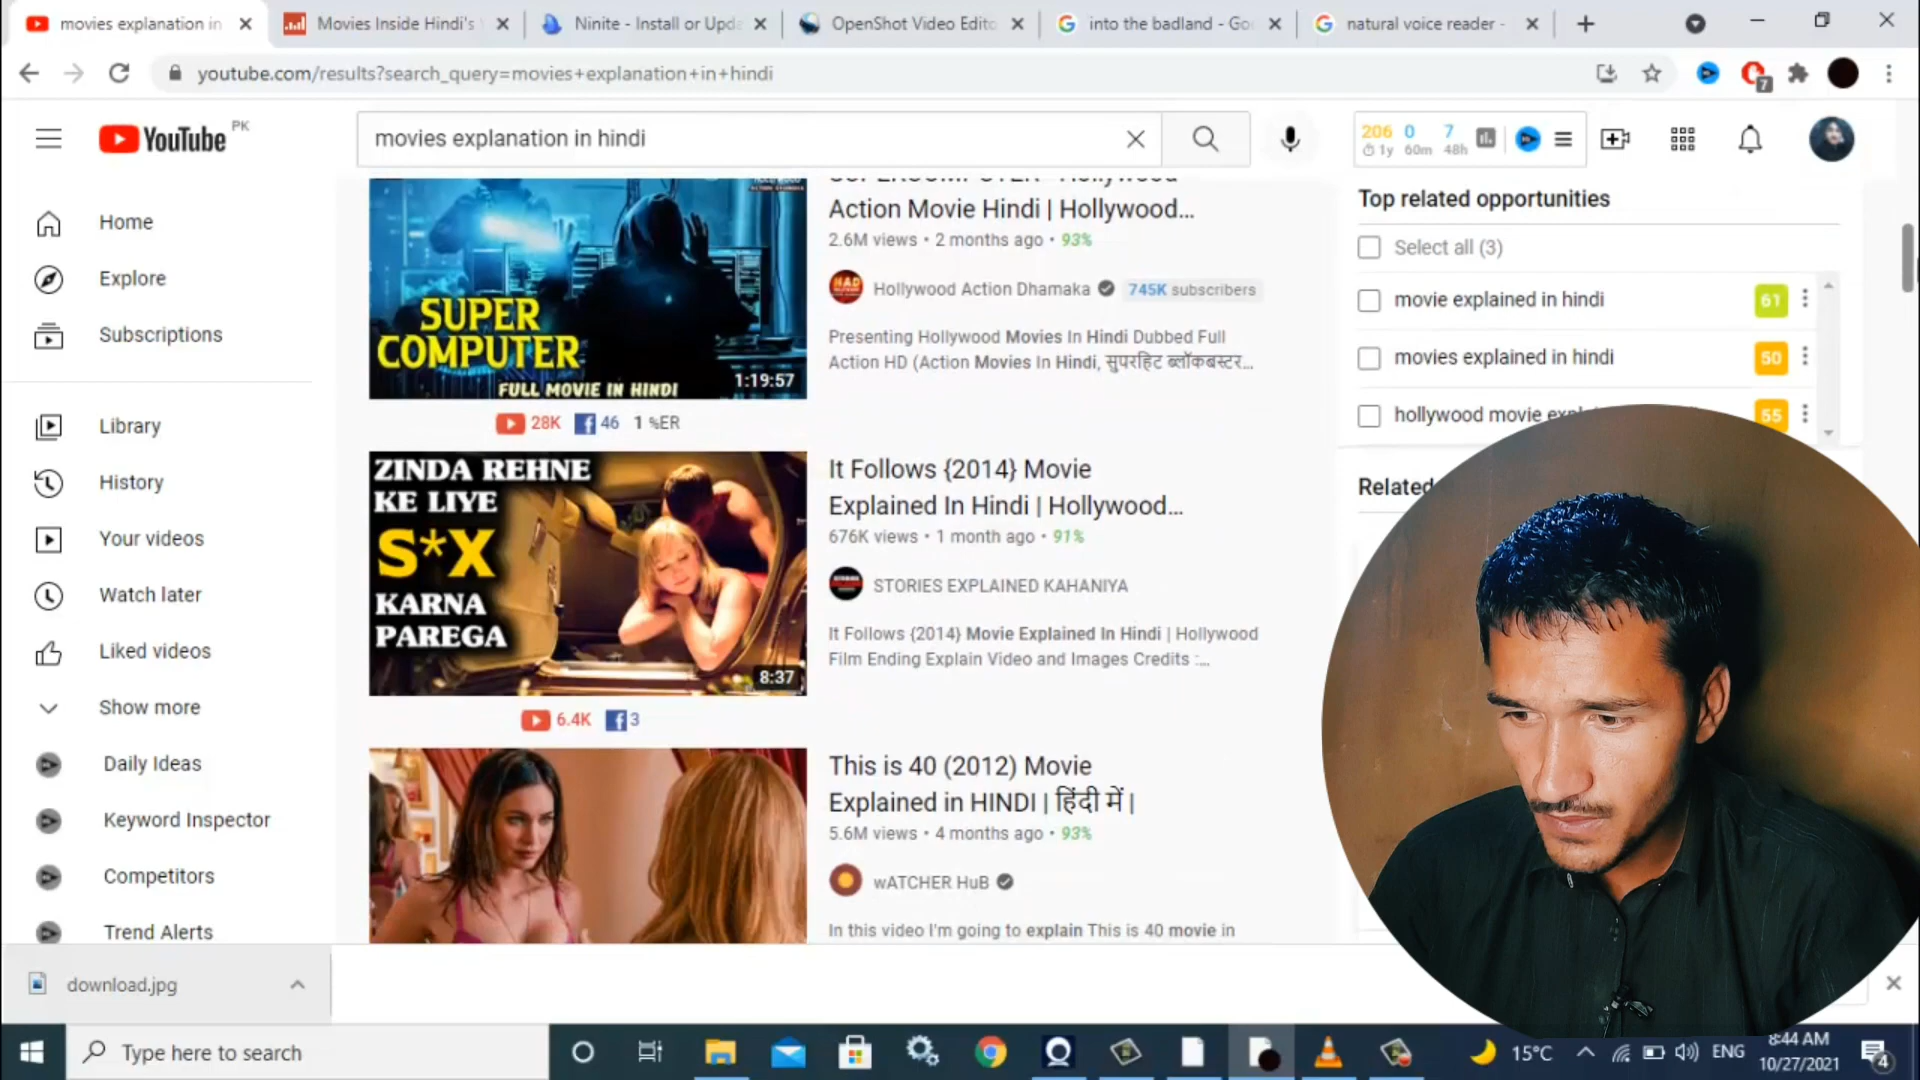 movies explanation in
Movies Inside Hindi's
Ninite - Install or Upda
OpenShot Video Edito
into the badland - Goo
natural voice reader -
youtube.com/results?search_query=movies+explanation+in+hindi
7
YouTube PK
movies explanation in hindi
206 0 7
1y 60m 48h
Home
Explore
Subscriptions
Library
History
Your videos
Watch later
Liked videos
Show more
Daily Ideas
Keyword Inspector
Competitors
Trend Alerts
SUPER
COMPUTER
FULL MOVIE IN HINDI
1:19:57
28K 46 1 %ER
SUPERCOMPUTER - Hollywood
Action Movie Hindi | Hollywood...
2.6M views • 2 months ago • 93%
Hollywood Action Dhamaka 745K subscribers
Presenting Hollywood Movies In Hindi Dubbed Full
Action HD (Action Movies In Hindi, सुपरहिट ब्लॉकबस्टर...
ZINDA REHNE
KE LIYE
S*X
KARNA
PAREGA
8:37
6.4K 3
It Follows {2014} Movie
Explained In Hindi | Hollywood...
676K views • 1 month ago • 91%
STORIES EXPLAINED KAHANIYA
It Follows {2014} Movie Explained In Hindi | Hollywood
Film Ending Explain Video and Images Credits :...
This is 40 (2012) Movie
Explained in HINDI | हिंदी में |
5.6M views • 4 months ago • 93%
wATCHER HuB
In this video I'm going to explain This is 40 movie in
Top related opportunities
Select all (3)
movie explained in hindi 61
movies explained in hindi 50
hollywood movie 55
Related
download.jpg
Type here to search
15°C
ENG
8:44 AM
10/27/2021
4